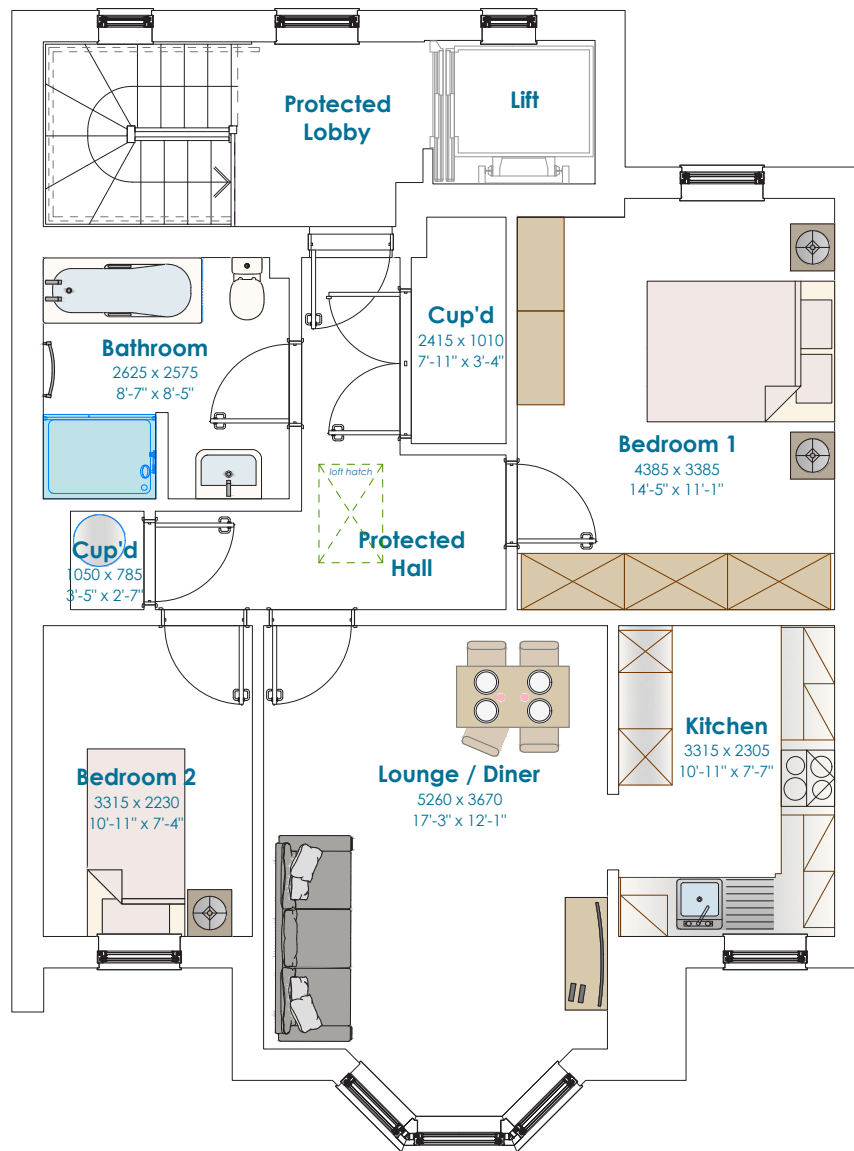 Protected
Lobby
Lift
Cup'd
2415 x 1010
7'-11" x 3'-4"
Bathroom
2625 x 2575
8'-7" x 8'-5"
Bedroom 1
4385 x 3385
14'-5" x 11'-1"
loft hatch
Protected
Hall
Cup'd
1050 x 785
3'-5" x 2'-7"
Kitchen
3315 x 2305
10'-11" x 7'-7"
Bedroom 2
3315 x 2230
10'-11" x 7'-4"
Lounge / Diner
5260 x 3670
17'-3" x 12'-1"